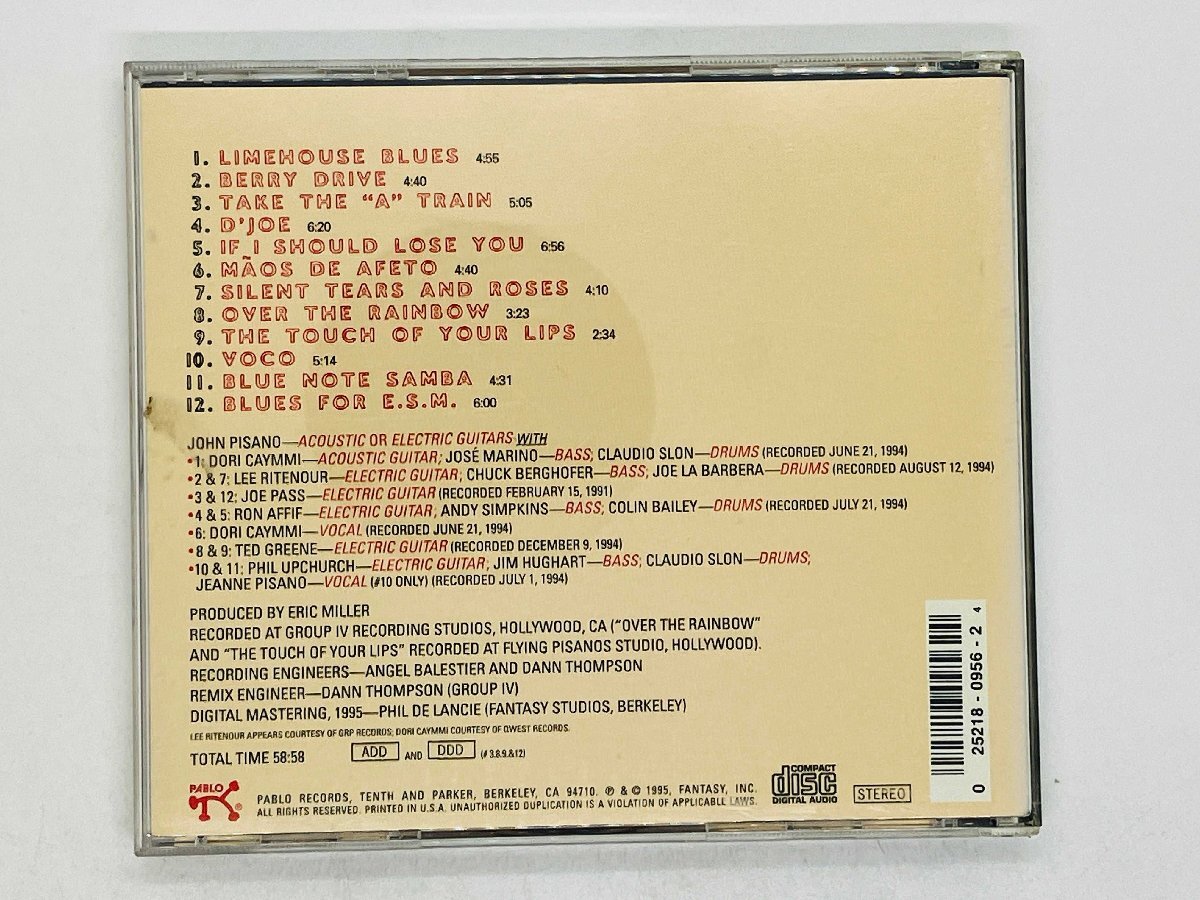 1. LIMEHOUSE BLUES 4:55
2. BERRY DRIVE 4:40
3. TAKE THE "A" TRAIN 5:05
4. D'JOE 6:20
5. IF I SHOULD LOSE YOU 6:56
6. MÃOS DE AFETO 4:40
7. SILENT TEARS AND ROSES 4:10
8. OVER THE RAINBOW 3:23
9. THE TOUCH OF YOUR LIPS 2:34
10. VOCO 5:14
11. BLUE NOTE SAMBA 4:31
12. BLUES FOR E.S.M. 6:00
JOHN PISANO—ACOUSTIC OR ELECTRIC GUITARS WITH
•1: DORI CAYMMI—ACOUSTIC GUITAR; JOSÉ MARINO—BASS; CLAUDIO SLON—DRUMS (RECORDED JUNE 21, 1994)
•2 & 7: LEE RITENOUR—ELECTRIC GUITAR; CHUCK BERGHOFER—BASS; JOE LA BARBERA—DRUMS (RECORDED AUGUST 12, 1994)
•3 & 12: JOE PASS—ELECTRIC GUITAR (RECORDED FEBRUARY 15, 1991)
•4 & 5: RON AFFIF—ELECTRIC GUITAR; ANDY SIMPKINS—BASS; COLIN BAILEY—DRUMS (RECORDED JULY 21, 1994)
•6: DORI CAYMMI—VOCAL (RECORDED JUNE 21, 1994)
•8 & 9: TED GREENE—ELECTRIC GUITAR (RECORDED DECEMBER 9, 1994)
•10 & 11: PHIL UPCHURCH—ELECTRIC GUITAR; JIM HUGHART—BASS; CLAUDIO SLON—DRUMS;
JEANNE PISANO—VOCAL (#10 ONLY) (RECORDED JULY 1, 1994)
PRODUCED BY ERIC MILLER
RECORDED AT GROUP IV RECORDING STUDIOS, HOLLYWOOD, CA ("OVER THE RAINBOW"
AND "THE TOUCH OF YOUR LIPS" RECORDED AT FLYING PISANOS STUDIO, HOLLYWOOD).
RECORDING ENGINEERS—ANGEL BALESTIER AND DANN THOMPSON
REMIX ENGINEER—DANN THOMPSON (GROUP IV)
DIGITAL MASTERING, 1995—PHIL DE LANCIE (FANTASY STUDIOS, BERKELEY)
LEE RITENOUR APPEARS COURTESY OF GRP RECORDS; DORI CAYMMI COURTESY OF QWEST RECORDS.
TOTAL TIME 58:58 ADD AND DDD (#3,8,9,&12)
PABLO ® PABLO RECORDS, TENTH AND PARKER, BERKELEY, CA 94710. ℗ & © 1995, FANTASY, INC.
ALL RIGHTS RESERVED. PRINTED IN U.S.A. UNAUTHORIZED DUPLICATION IS A VIOLATION OF APPLICABLE LAWS.
COMPACT
disc
DIGITAL AUDIO
STEREO
0 25218-0956-2 4